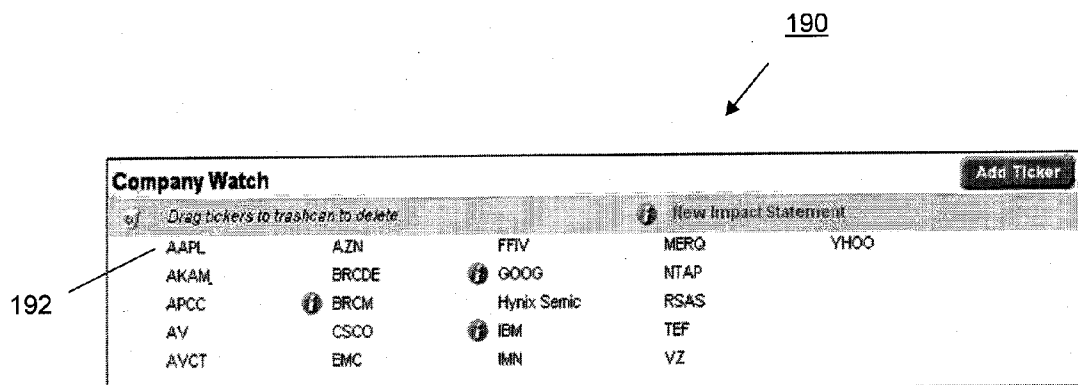 190
Company Watch Add Ticker
Drag tickers to trashcan to delete New Impact Statement
AAPL AZN FFIV MERQ YHOO
AKAM BRCDE GOOG NTAP
192 APCC BRCM Hynix Semic RSAS
AV CSCO IBM TEF
AVCT EMC IMN VZ